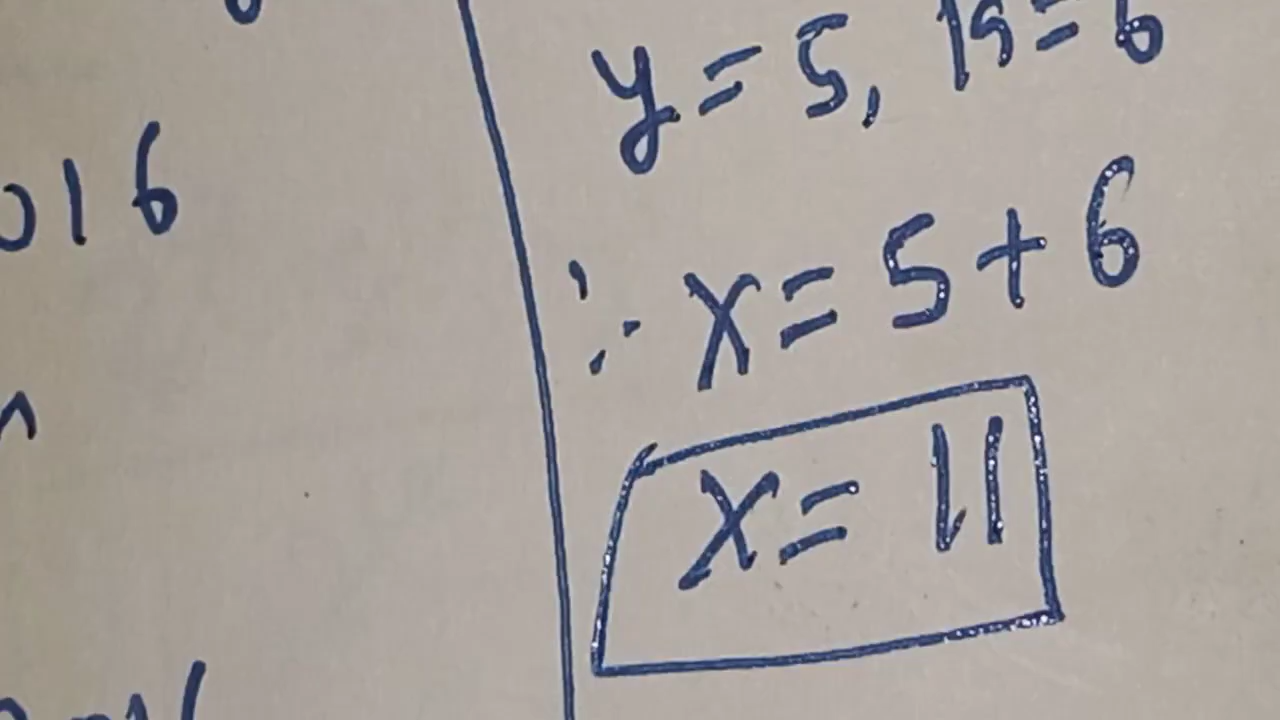 016
y = 5, k = 6
∴ x = 5 + 6
x = 11